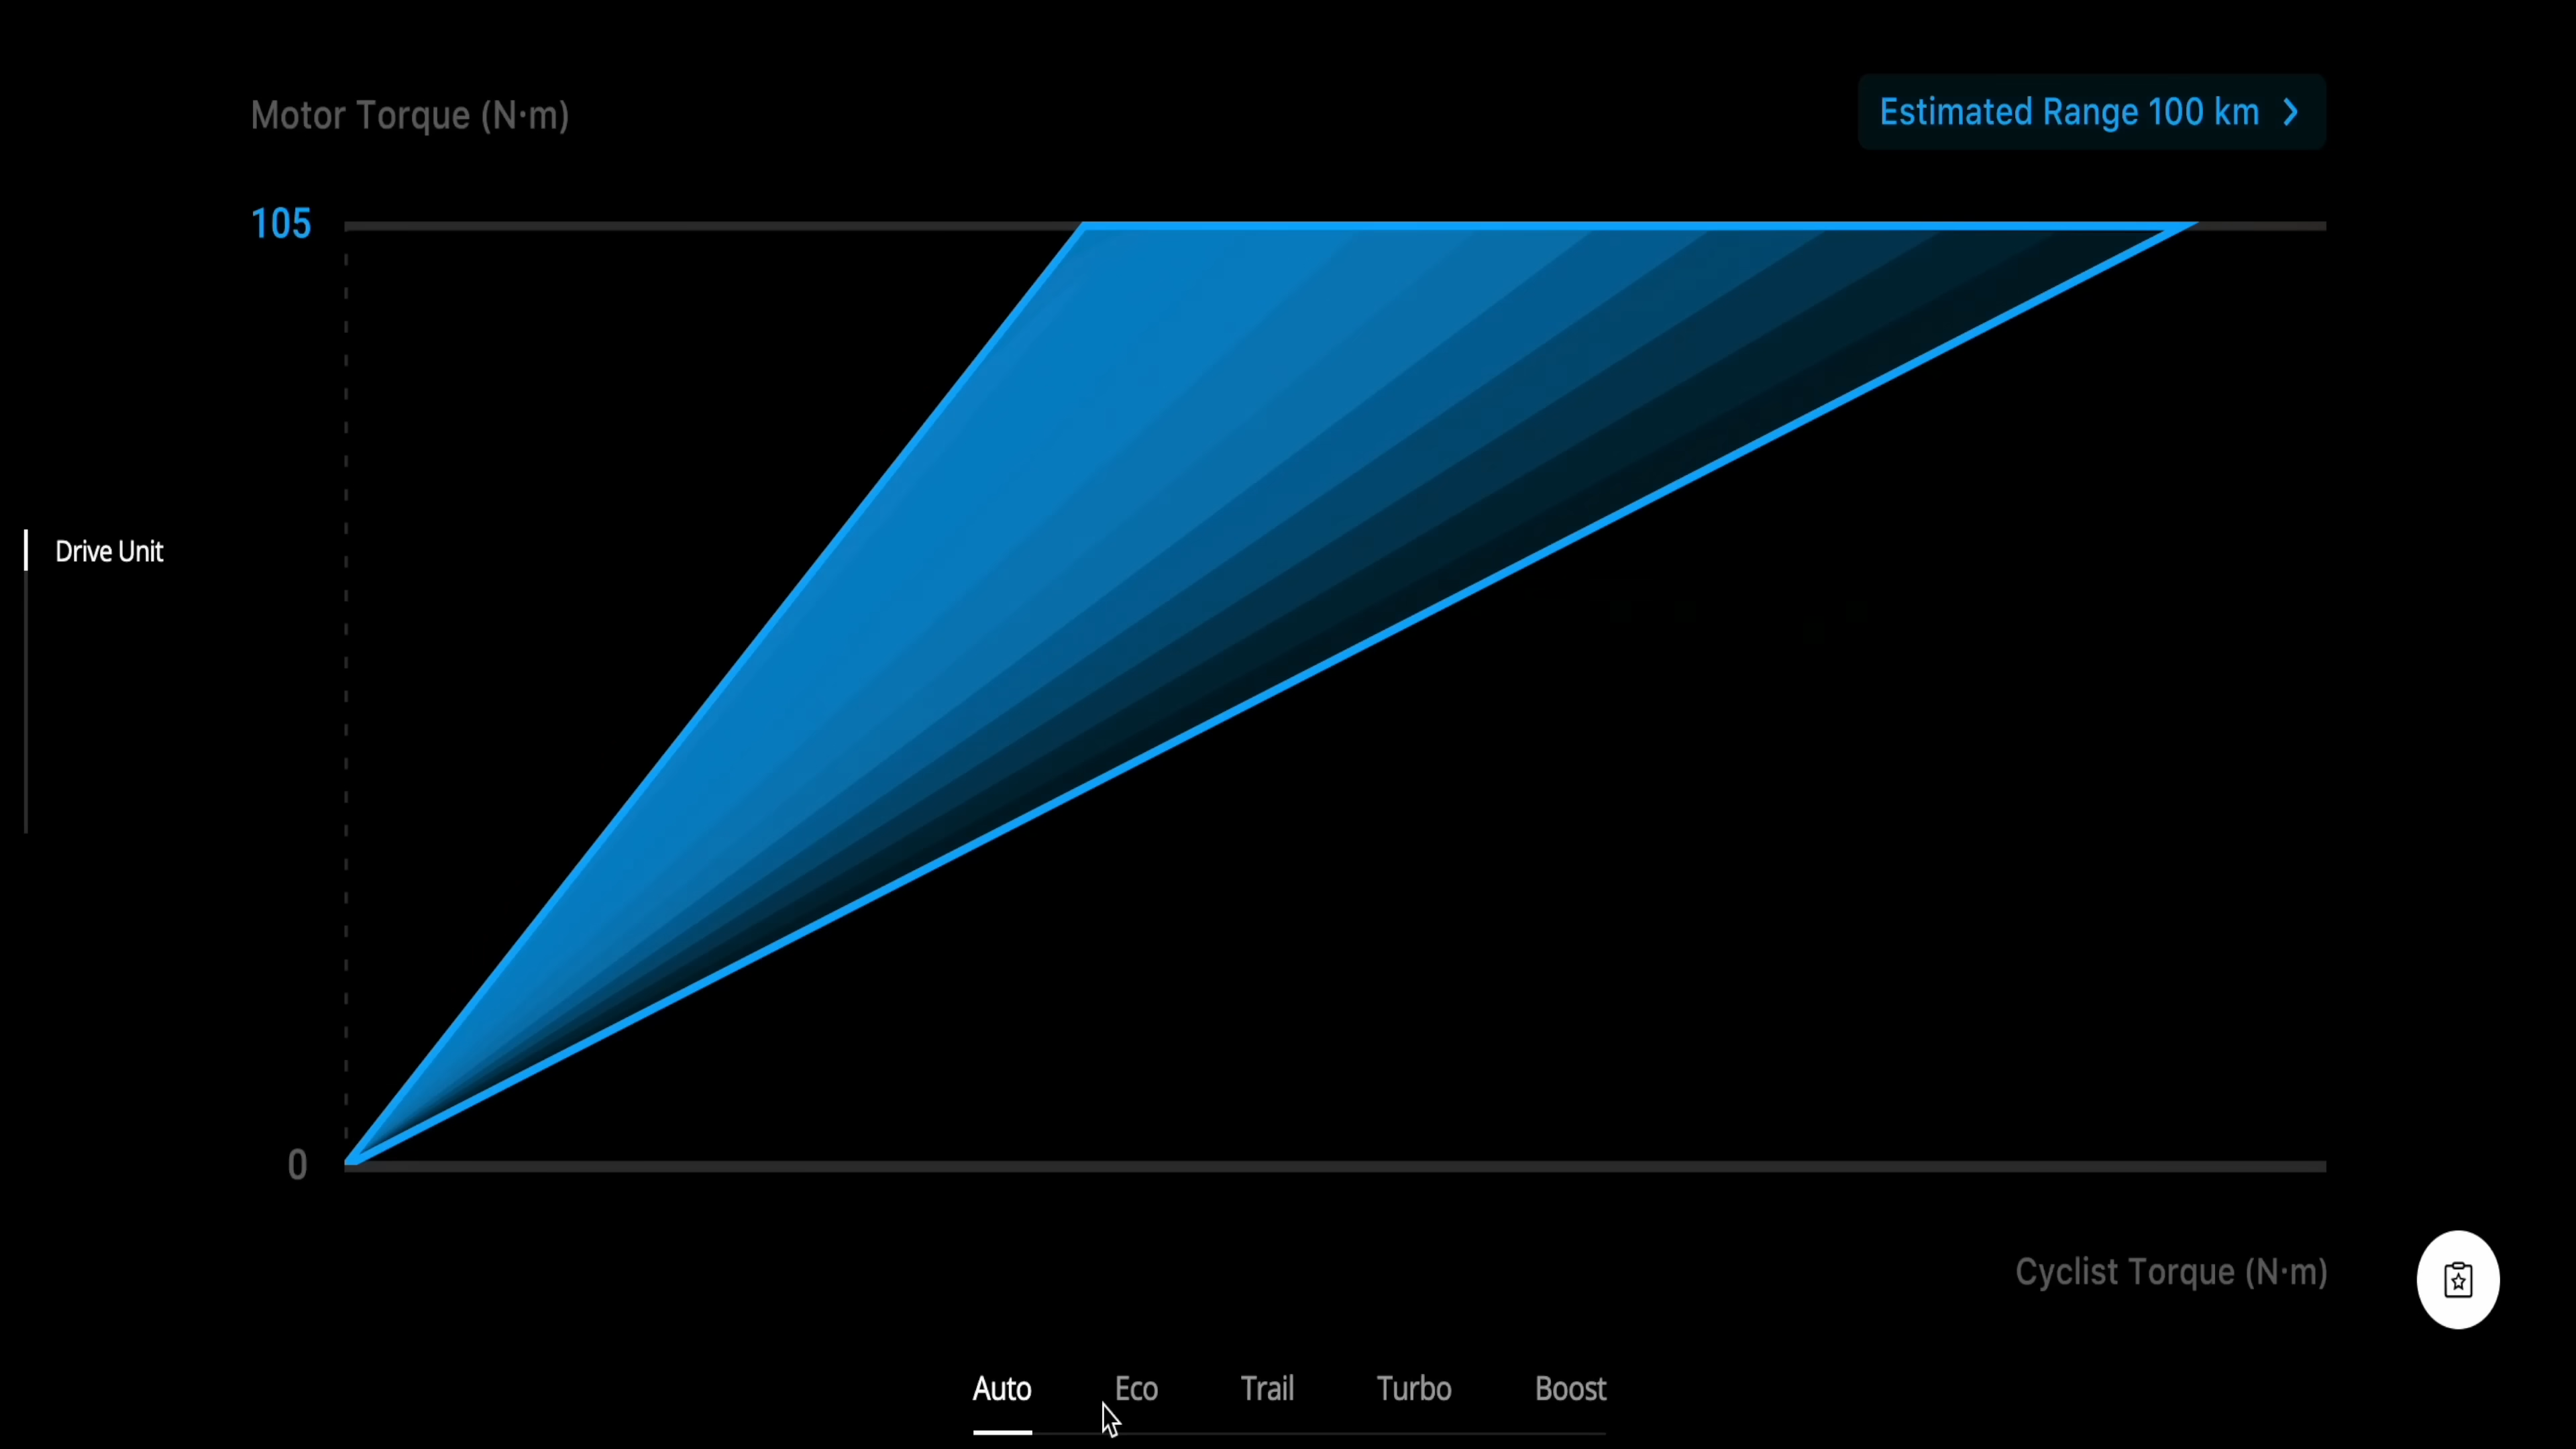 Motor Torque (N·m)
Estimated Range 100 km
105
Drive Unit
0
Cyclist Torque (N·m)
Auto
Eco
Trail
Turbo
Boost